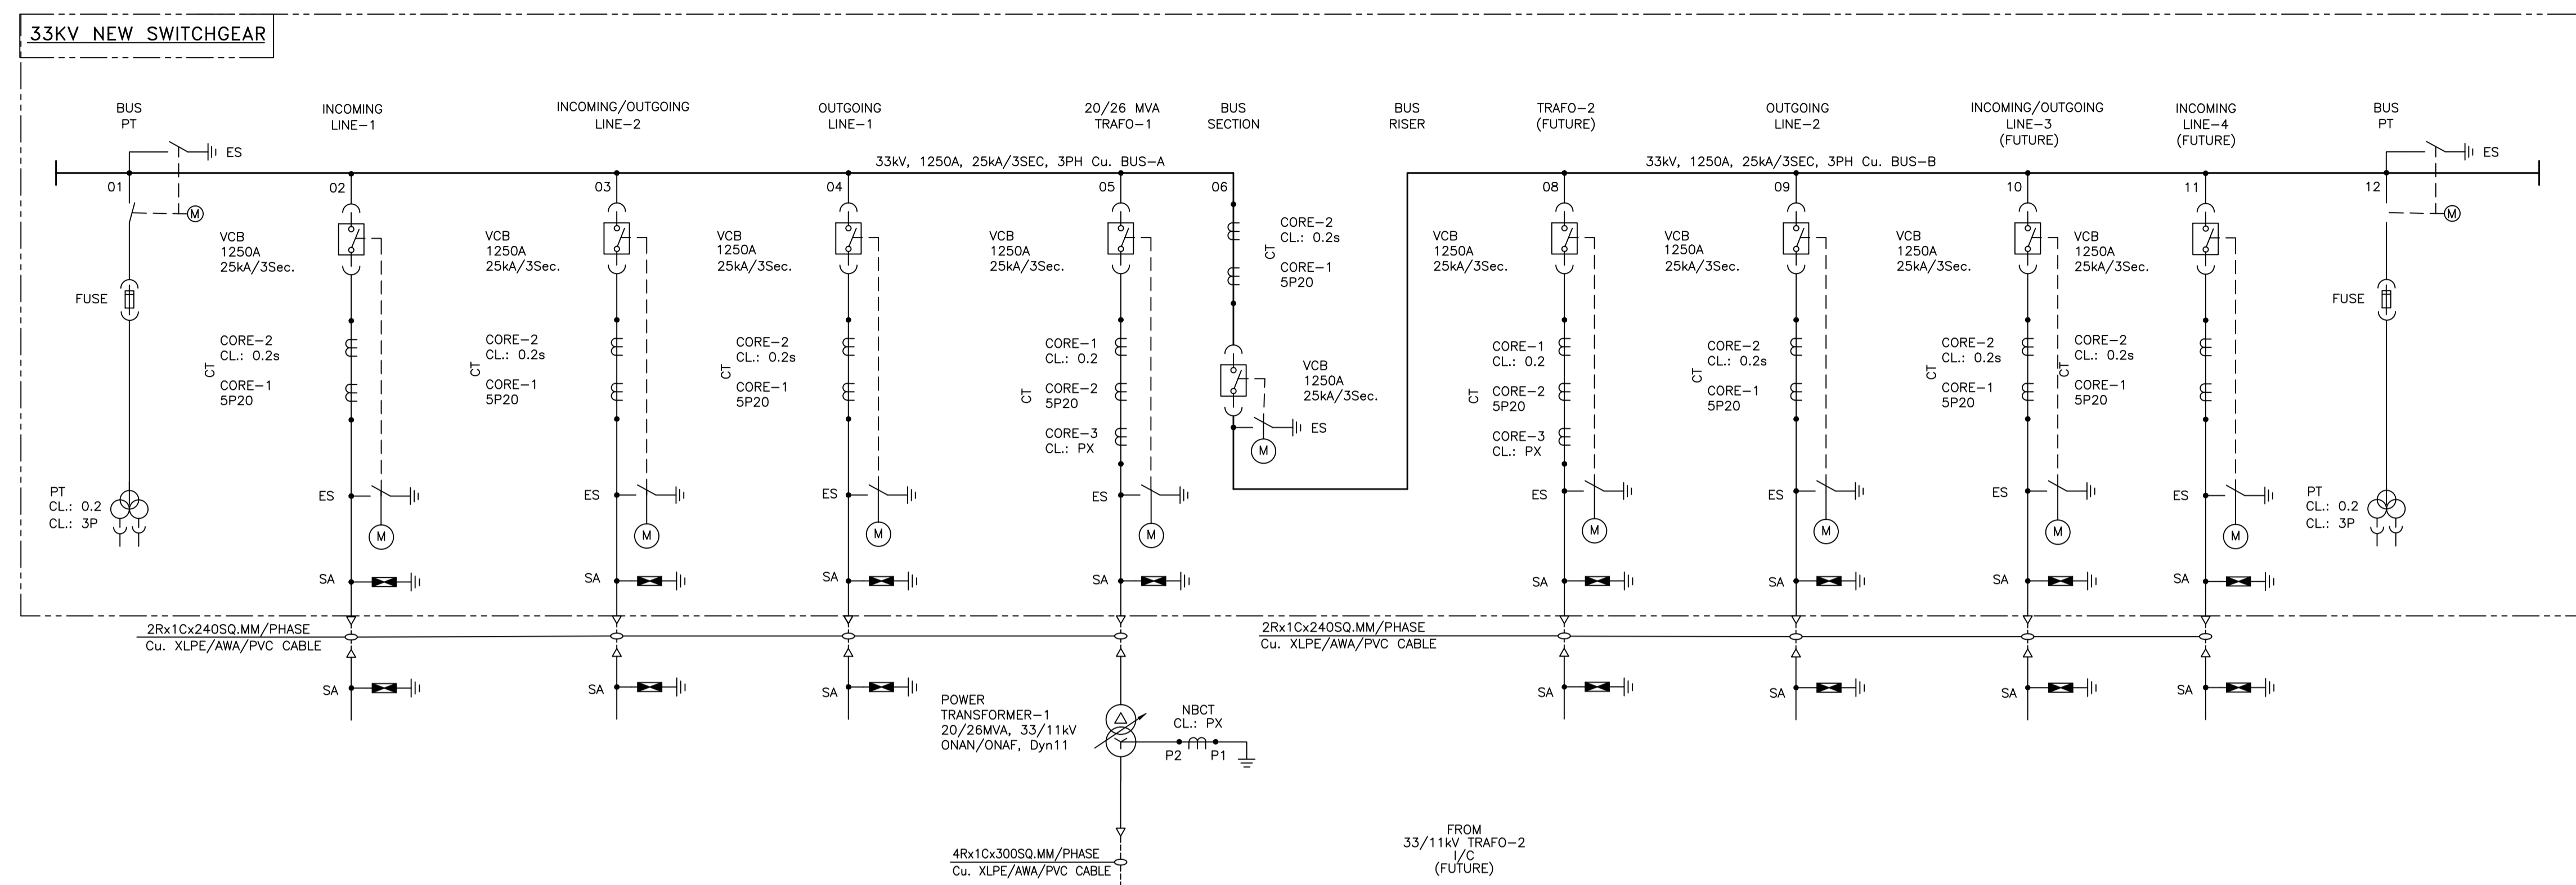 33KV NEW SWITCHGEAR
BUS
PT
INCOMING
LINE-1
INCOMING/OUTGOING
LINE-2
OUTGOING
LINE-1
20/26 MVA
TRAFO-1
BUS
SECTION
BUS
RISER
TRAFO-2
(FUTURE)
OUTGOING
LINE-2
INCOMING/OUTGOING
LINE-3
(FUTURE)
INCOMING
LINE-4
(FUTURE)
BUS
PT
ES
33kV, 1250A, 25kA/3SEC, 3PH Cu. BUS-A
33kV, 1250A, 25kA/3SEC, 3PH Cu. BUS-B
ES
01
02
03
04
05
06
08
09
10
11
12
M
FUSE
PT
CL.: 0.2
CL.: 3P
VCB
1250A
25kA/3Sec.
CORE-2
CL.: 0.2s
CT
CORE-1
5P20
ES
M
SA
VCB
1250A
25kA/3Sec.
CORE-2
CL.: 0.2s
CT
CORE-1
5P20
ES
M
SA
VCB
1250A
25kA/3Sec.
CORE-2
CL.: 0.2s
CT
CORE-1
5P20
ES
M
SA
VCB
1250A
25kA/3Sec.
CORE-1
CL.: 0.2
CT
CORE-2
5P20
CORE-3
CL.: PX
ES
M
SA
CORE-2
CL.: 0.2s
CT
CORE-1
5P20
VCB
1250A
25kA/3Sec.
ES
M
VCB
1250A
25kA/3Sec.
CORE-1
CL.: 0.2
CT
CORE-2
5P20
CORE-3
CL.: PX
ES
M
SA
VCB
1250A
25kA/3Sec.
CORE-2
CL.: 0.2s
CT
CORE-1
5P20
ES
M
SA
VCB
1250A
25kA/3Sec.
CORE-2
CL.: 0.2s
CT
CORE-1
5P20
ES
M
SA
VCB
1250A
25kA/3Sec.
CORE-2
CL.: 0.2s
CT
CORE-1
5P20
ES
M
SA
M
FUSE
PT
CL.: 0.2
CL.: 3P
2Rx1Cx240SQ.MM/PHASE
Cu. XLPE/AWA/PVC CABLE
2Rx1Cx240SQ.MM/PHASE
Cu. XLPE/AWA/PVC CABLE
SA
SA
SA
SA
SA
SA
SA
POWER
TRANSFORMER-1
20/26MVA, 33/11kV
ONAN/ONAF, Dyn11
NBCT
CL.: PX
P2
P1
4Rx1Cx300SQ.MM/PHASE
Cu. XLPE/AWA/PVC CABLE
FROM
33/11kV TRAFO-2
I/C
(FUTURE)